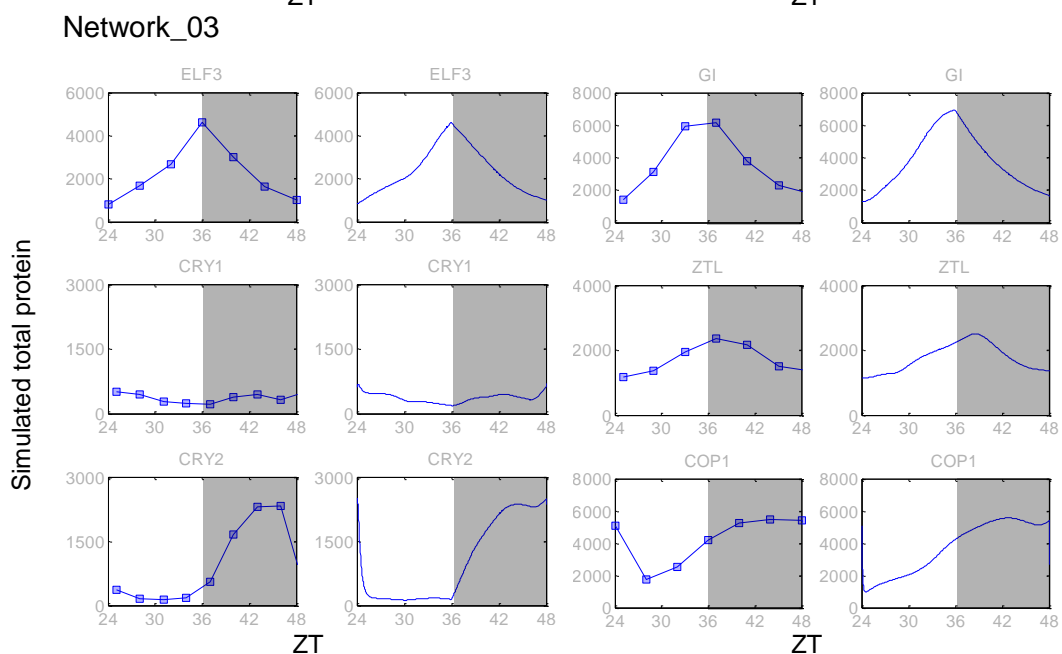 ZT ZT
Network_03
ELF3 ELF3 GI GI
6000 6000 8000 8000
4000 4000 6000 6000
4000 4000
2000 2000 2000 2000
0 0 0 0
24 30 36 42 48 24 30 36 42 48 24 30 36 42 48 24 30 36 42 48
CRY1 CRY1 ZTL ZTL
3000 3000 4000 4000
1500 1500 2000 2000
0 0 0 0
24 30 36 42 48 24 30 36 42 48 24 30 36 42 48 24 30 36 42 48
Simulated total protein
CRY2 CRY2 COP1 COP1
3000 3000 8000 8000
6000 6000
1500 1500 4000 4000
2000 2000
0 0 0 0
24 30 36 42 48 24 30 36 42 48 24 30 36 42 48 24 30 36 42 48
ZT ZT